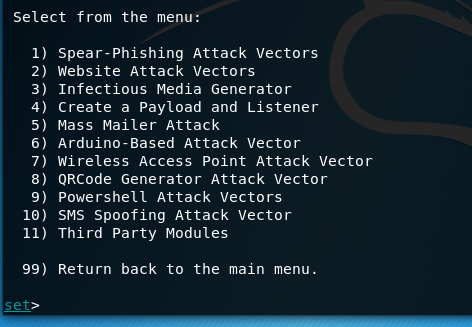 Select from the menu:
1) Spear-Phishing Attack Vectors
2) Website Attack Vectors
3) Infectious Media Generator
4) Create a Payload and Listener
5) Mass Mailer Attack
6) Arduino-Based Attack Vector
7) Wireless Access Point Attack Vector
8) QRCode Generator Attack Vector
9) Powershell Attack Vectors
10) SMS Spoofing Attack Vector
11) Third Party Modules
99) Return back to the main menu.
set>